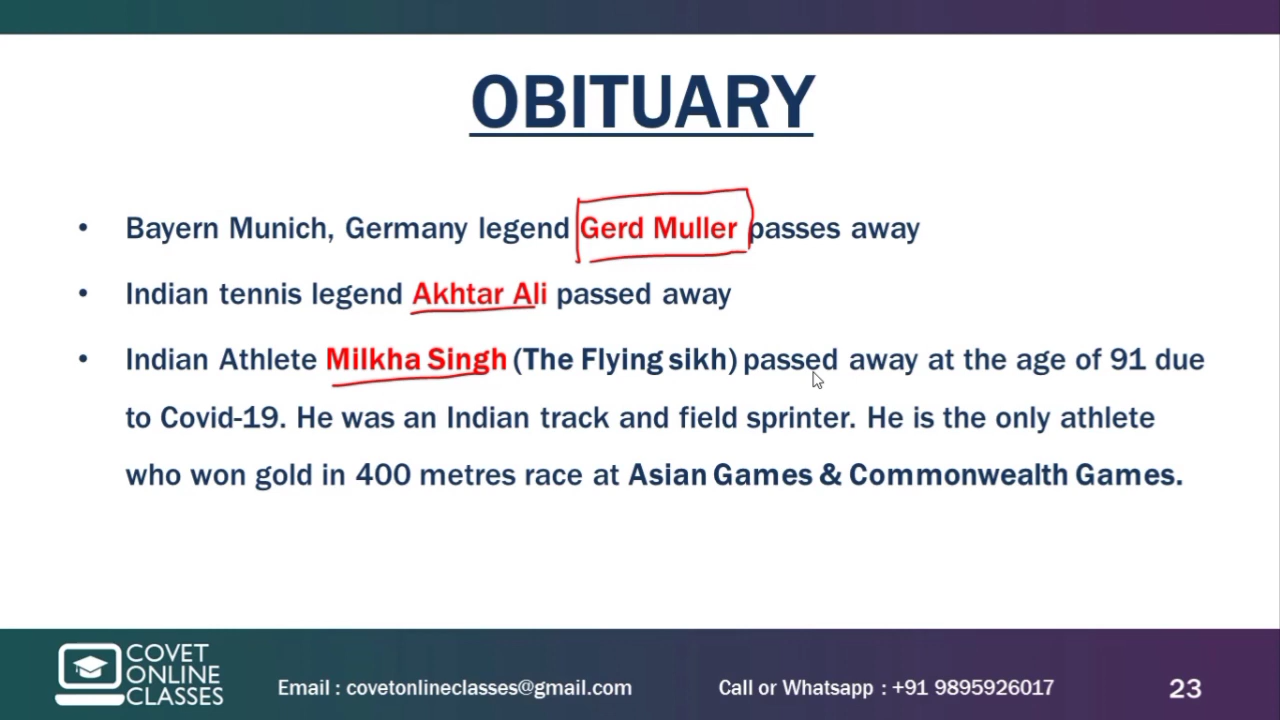 OBITUARY
• Bayern Munich, Germany legend Gerd Muller passes away
• Indian tennis legend Akhtar Ali passed away
• Indian Athlete Milkha Singh (The Flying sikh) passed away at the age of 91 due
to Covid-19. He was an Indian track and field sprinter. He is the only athlete
who won gold in 400 metres race at Asian Games & Commonwealth Games.
COVET
ONLINE
CLASSES
Email : covetonlineclasses@gmail.com
Call or Whatsapp : +91 9895926017
23